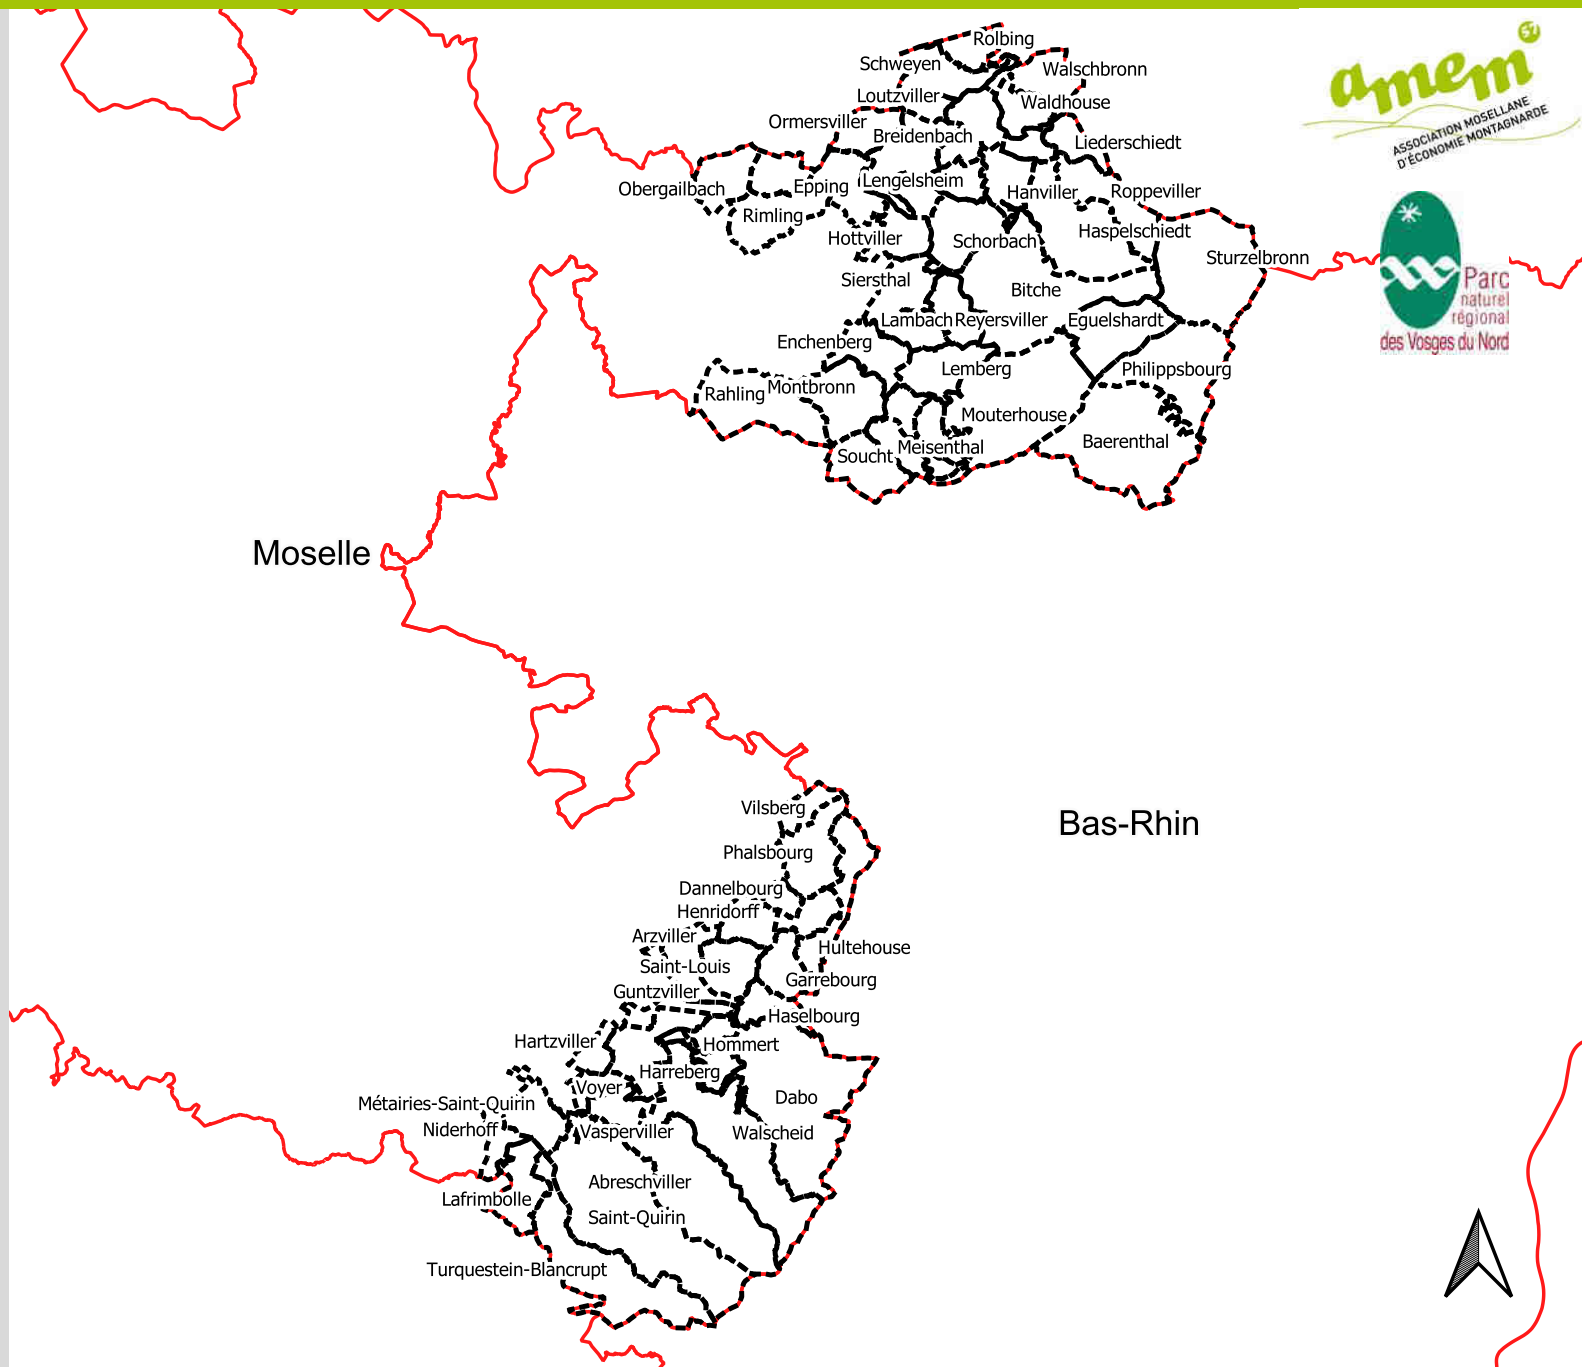 Rolbing
Schweyen
Walschbronn
Loutzviller
Waldhouse
Ormersviller
Breidenbach
Liederschiedt
Obergailbach
Epping
Lengelsheim
Hanviller
Roppeviller
Rimling
Hottviller
Schorbach
Haspelschiedt
Sturzelbronn
Siersthal
Bitche
Lambach
Reyersviller
Eguelshardt
Enchenberg
Lemberg
Philippsbourg
Rahling
Montbronn
Mouterhouse
Soucht
Meisenthal
Baerenthal
amem 57
ASSOCIATION MOSELLANE
D'ÉCONOMIE MONTAGNARDE
Parc
naturel
régional
des Vosges du Nord
Moselle
Bas-Rhin
Vilsberg
Phalsbourg
Dannelbourg
Henridorff
Arzviller
Hultehouse
Saint-Louis
Garrebourg
Guntzviller
Haselbourg
Hartzviller
Hommert
Harreberg
Voyer
Dabo
Métairies-Saint-Quirin
Niderhoff
Vasperviller
Walscheid
Abreschviller
Lafrimbolle
Saint-Quirin
Turquestein-Blancrupt